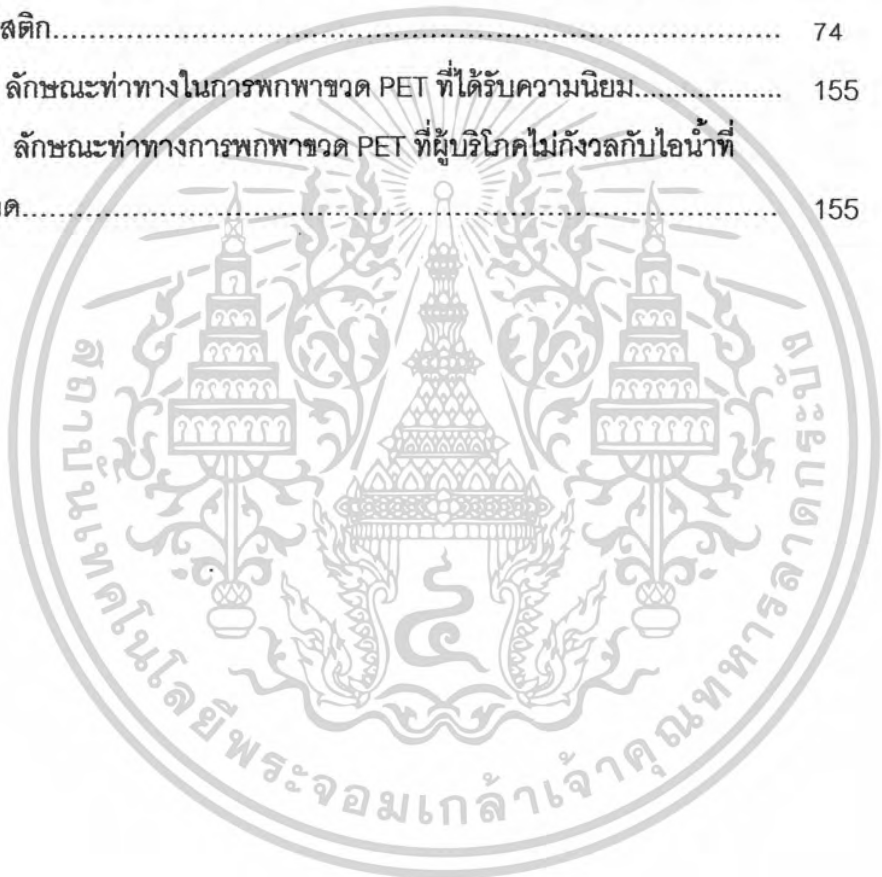 สติก........................................................................ 74
ลักษณะท่าทางในการพกพาขวด PET ที่ได้รับความนิยม.................. 155
ลักษณะท่าทางการพกพาขวด PET ที่ผู้บริโภคไม่กังวลกับไอน้ำที่
ด........................................................................... 155
สถาบันเทคโนโลยีพระจอมเกล้าเจ้าคุณทหารลาดกระบัง